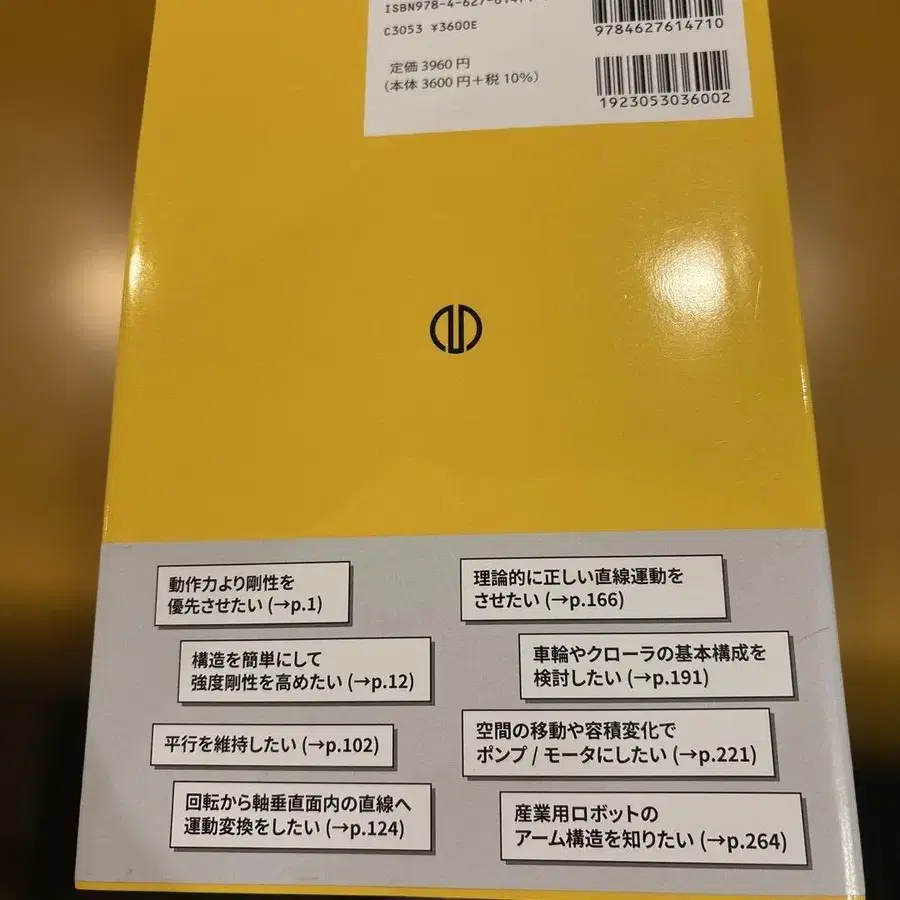 ISBN978-4-627-61471-
C3053 ¥3600E
9784627614710
定価 3960 円
(本体 3600 円+税 10%)
1923053036002
動作力より剛性を
優先させたい (→p.1)
構造を簡単にして
強度剛性を高めたい (→p.12)
平行を維持したい (→p.102)
回転から軸垂直面内の直線へ
運動変換をしたい (→p.124)
理論的に正しい直線運動を
させたい (→p.166)
車輪やクローラの基本構成を
検討したい (→p.191)
空間の移動や容積変化で
ポンプ / モータにしたい (→p.221)
産業用ロボットの
アーム構造を知りたい (→p.264)